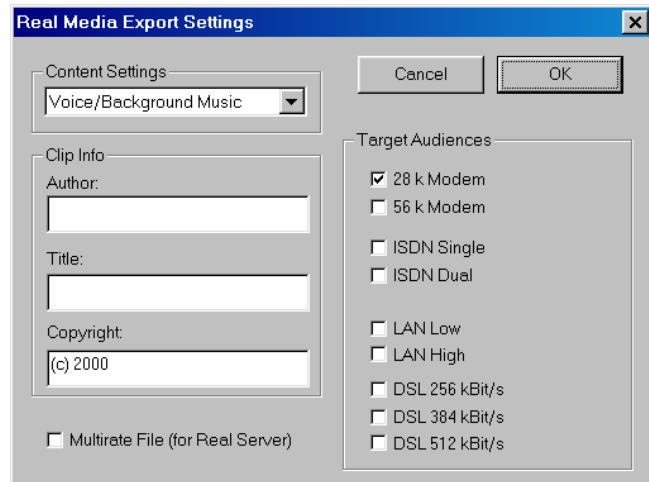 Real Media Export Settings
Content Settings
Voice/Background Music
Cancel
OK
Clip Info
Author:
Title:
Copyright:
(c) 2000
Multirate File (for Real Server)
Target Audiences
28 k Modem
56 k Modem
ISDN Single
ISDN Dual
LAN Low
LAN High
DSL 256 kBit/s
DSL 384 kBit/s
DSL 512 kBit/s